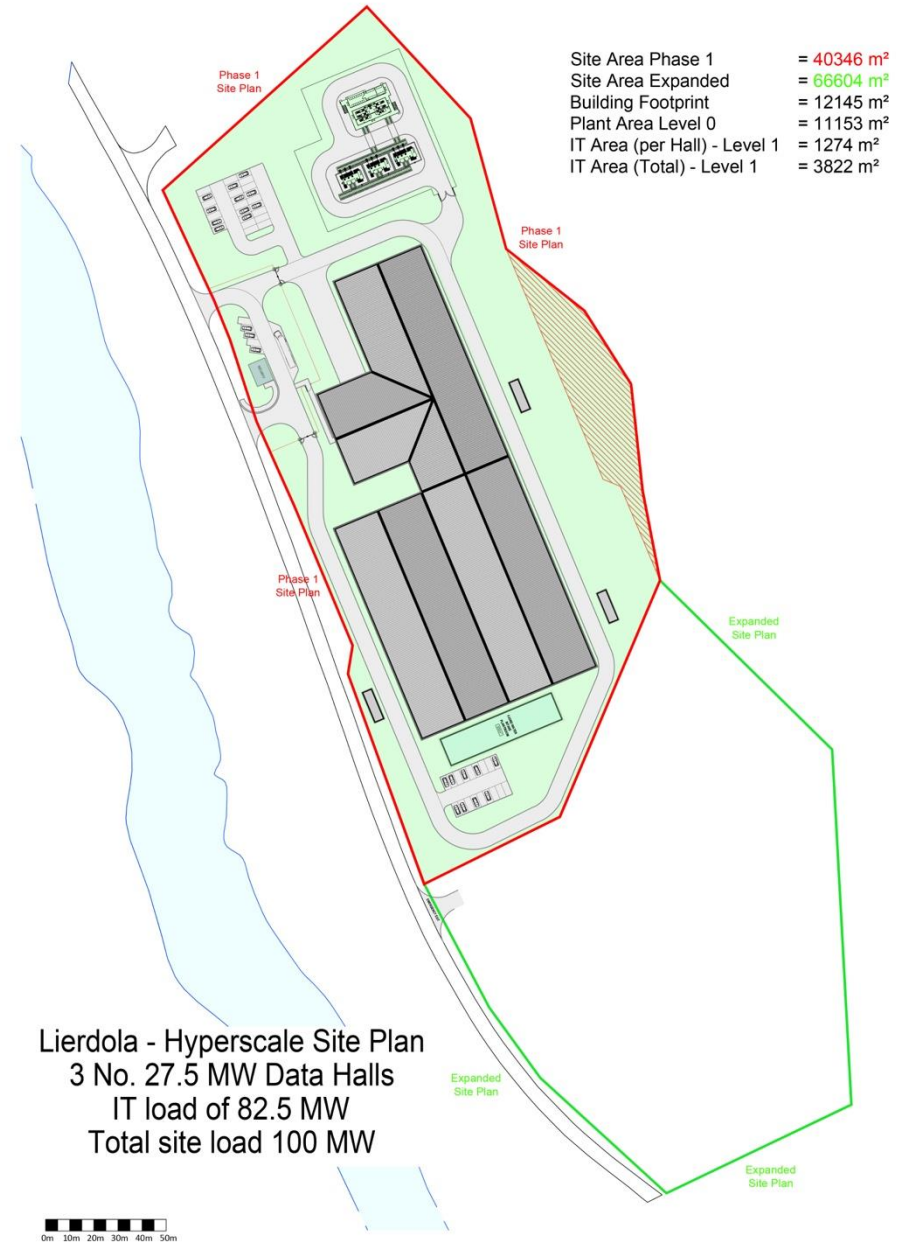 Phase 1
Site Plan
Site Area Phase 1 = 40346 m²
Site Area Expanded = 66604 m²
Building Footprint = 12145 m²
Plant Area Level 0 = 11153 m²
IT Area (per Hall) - Level 1 = 1274 m²
IT Area (Total) - Level 1 = 3822 m²
Phase 1
Site Plan
Phase 1
Site Plan
Expanded
Site Plan
Lierdola - Hyperscale Site Plan
3 No. 27.5 MW Data Halls
IT load of 82.5 MW
Total site load 100 MW
Expanded
Site Plan
Expanded
Site Plan
0m 10m 20m 30m 40m 50m